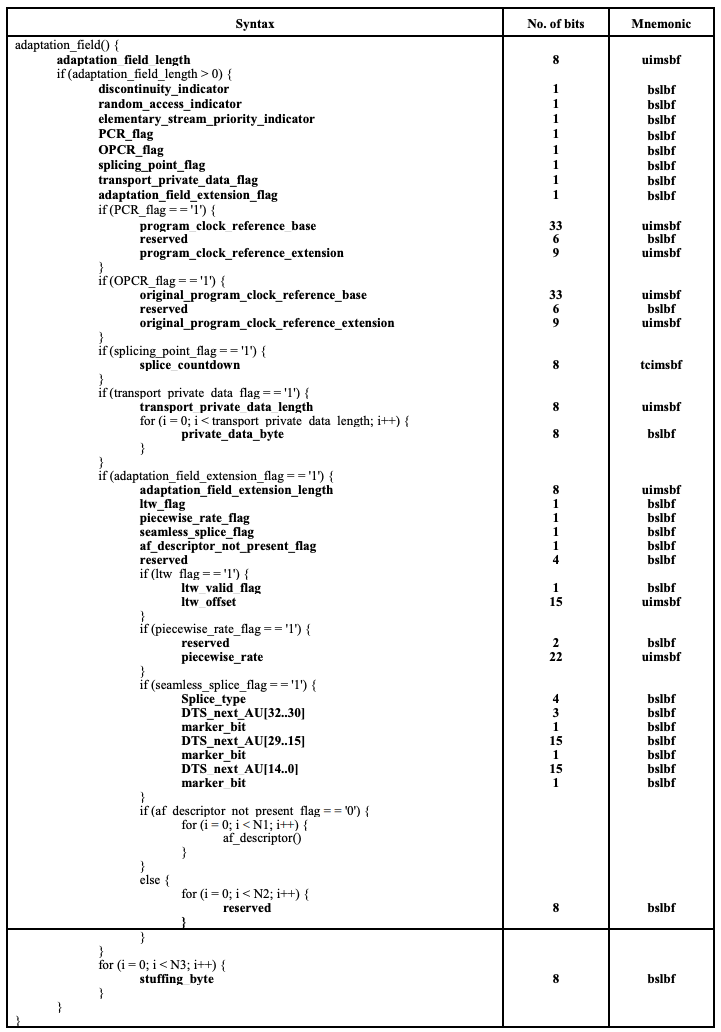 Syntax No. of bits Mnemonic
adaptation_field() {
adaptation_field_length 8 uimsbf
if (adaptation_field_length > 0) {
discontinuity_indicator 1 bslbf
random_access_indicator 1 bslbf
elementary_stream_priority_indicator 1 bslbf
PCR_flag 1 bslbf
OPCR_flag 1 bslbf
splicing_point_flag 1 bslbf
transport_private_data_flag 1 bslbf
adaptation_field_extension_flag 1 bslbf
if (PCR_flag = = '1') {
program_clock_reference_base 33 uimsbf
reserved 6 bslbf
program_clock_reference_extension 9 uimsbf
}
if (OPCR_flag = = '1') {
original_program_clock_reference_base 33 uimsbf
reserved 6 bslbf
original_program_clock_reference_extension 9 uimsbf
}
if (splicing_point_flag = = '1') {
splice_countdown 8 tcimsbf
}
if (transport_private_data_flag = = '1') {
transport_private_data_length 8 uimsbf
for (i = 0; i < transport_private_data_length; i++) {
private_data_byte 8 bslbf
}
}
if (adaptation_field_extension_flag = = '1') {
adaptation_field_extension_length 8 uimsbf
ltw_flag 1 bslbf
piecewise_rate_flag 1 bslbf
seamless_splice_flag 1 bslbf
af_descriptor_not_present_flag 1 bslbf
reserved 4 bslbf
if (ltw_flag = = '1') {
ltw_valid_flag 1 bslbf
ltw_offset 15 uimsbf
}
if (piecewise_rate_flag = = '1') {
reserved 2 bslbf
piecewise_rate 22 uimsbf
}
if (seamless_splice_flag = = '1') {
Splice_type 4 bslbf
DTS_next_AU[32..30] 3 bslbf
marker_bit 1 bslbf
DTS_next_AU[29..15] 15 bslbf
marker_bit 1 bslbf
DTS_next_AU[14..0] 15 bslbf
marker_bit 1 bslbf
}
if (af_descriptor_not_present_flag = = '0') {
for (i = 0; i < N1; i++) {
af_descriptor()
}
}
else {
for (i = 0; i < N2; i++) {
reserved 8 bslbf
}
}
}
for (i = 0; i < N3; i++) {
stuffing_byte 8 bslbf
}
}
}